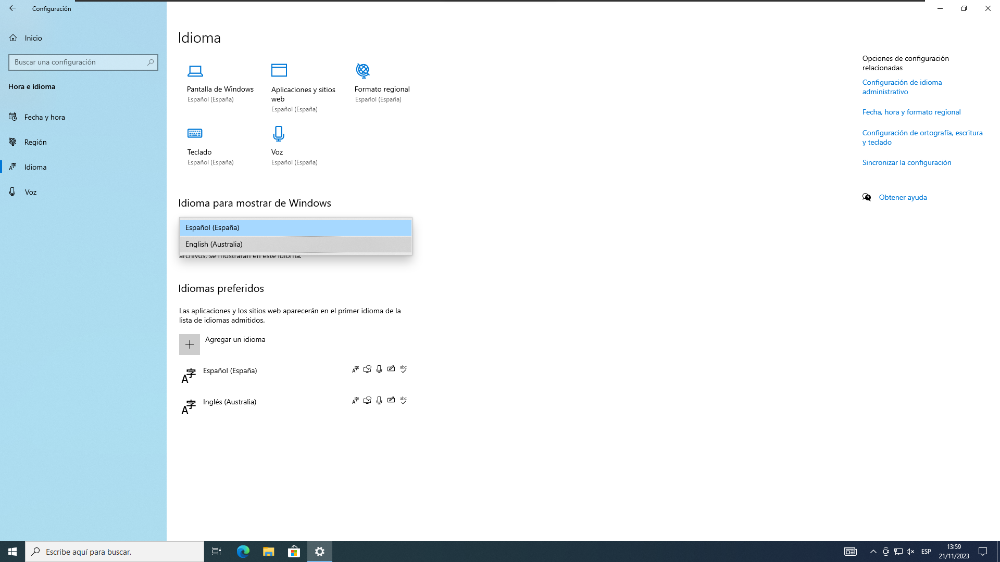 Configuración
Inicio
Buscar una configuración
Hora e idioma
Fecha y hora
Región
Idioma
Voz
Idioma
Pantalla de Windows
Español (España)
Aplicaciones y sitios
web
Español (España)
Formato regional
Español (España)
Teclado
Español (España)
Voz
Español (España)
Idioma para mostrar de Windows
Español (España)
English (Australia)
archivos, se mostrarán en este idioma.
Idiomas preferidos
Las aplicaciones y los sitios web aparecerán en el primer idioma de la
lista de idiomas admitidos.
Agregar un idioma
Español (España)
Inglés (Australia)
Opciones de configuración
relacionadas
Configuración de idioma
administrativo
Fecha, hora y formato regional
Configuración de ortografía, escritura
y teclado
Sincronizar la configuración
Obtener ayuda
Escribe aquí para buscar.
ESP
13:59
21/11/2023